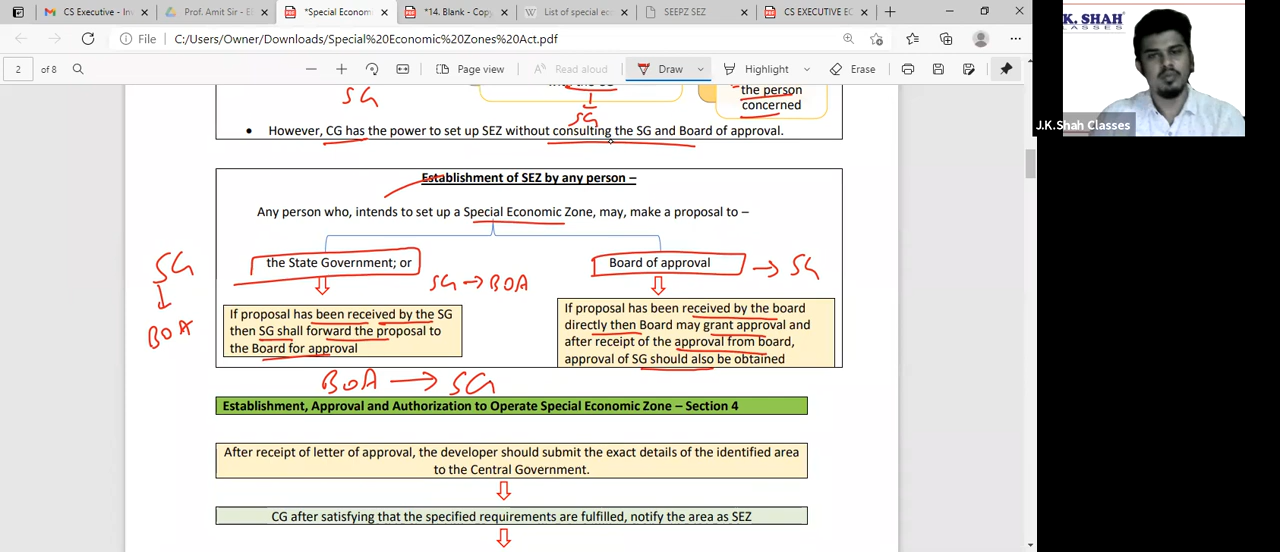 CS Executive - Inv
Prof. Amit Sir - EB
*Special Econom
*14. Blank - Copy
List of special eco
SEEPZ SEZ
CS EXECUTIVE EC
File
C:/Users/Owner/Downloads/Special%20Economic%20Zones%20Act.pdf
2
of 8
Page view
Read aloud
Draw
Highlight
Erase
SG
SG
the person
concerned
However, CG has the power to set up SEZ without consulting the SG and Board of approval.
Establishment of SEZ by any person –
Any person who, intends to set up a Special Economic Zone, may, make a proposal to –
the State Government; or
Board of approval
→ SG
SG
↓
BOA
SG → BOA
If proposal has been received by the SG
then SG shall forward the proposal to
the Board for approval
If proposal has been received by the board
directly then Board may grant approval and
after receipt of the approval from board,
approval of SG should also be obtained
BOA → SG
Establishment, Approval and Authorization to Operate Special Economic Zone – Section 4
After receipt of letter of approval, the developer should submit the exact details of the identified area
to the Central Government.
CG after satisfying that the specified requirements are fulfilled, notify the area as SEZ
J.K. SHAH
CLASSES
J.K.Shah Classes